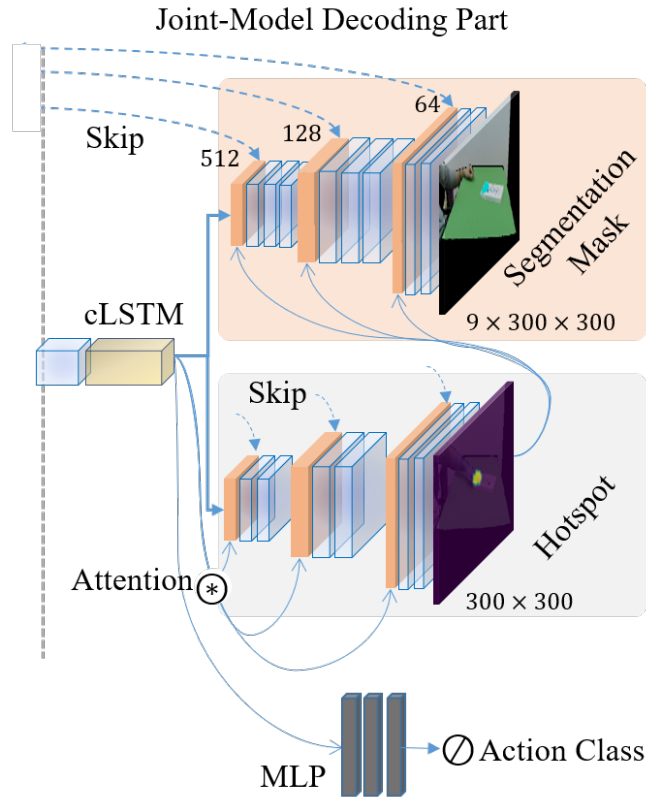 Joint-Model Decoding Part
64
128
512
Skip
Segmentation
Mask
cLSTM
9 × 300 × 300
Skip
Hotspot
Attention
*
300 × 300
MLP
Action Class